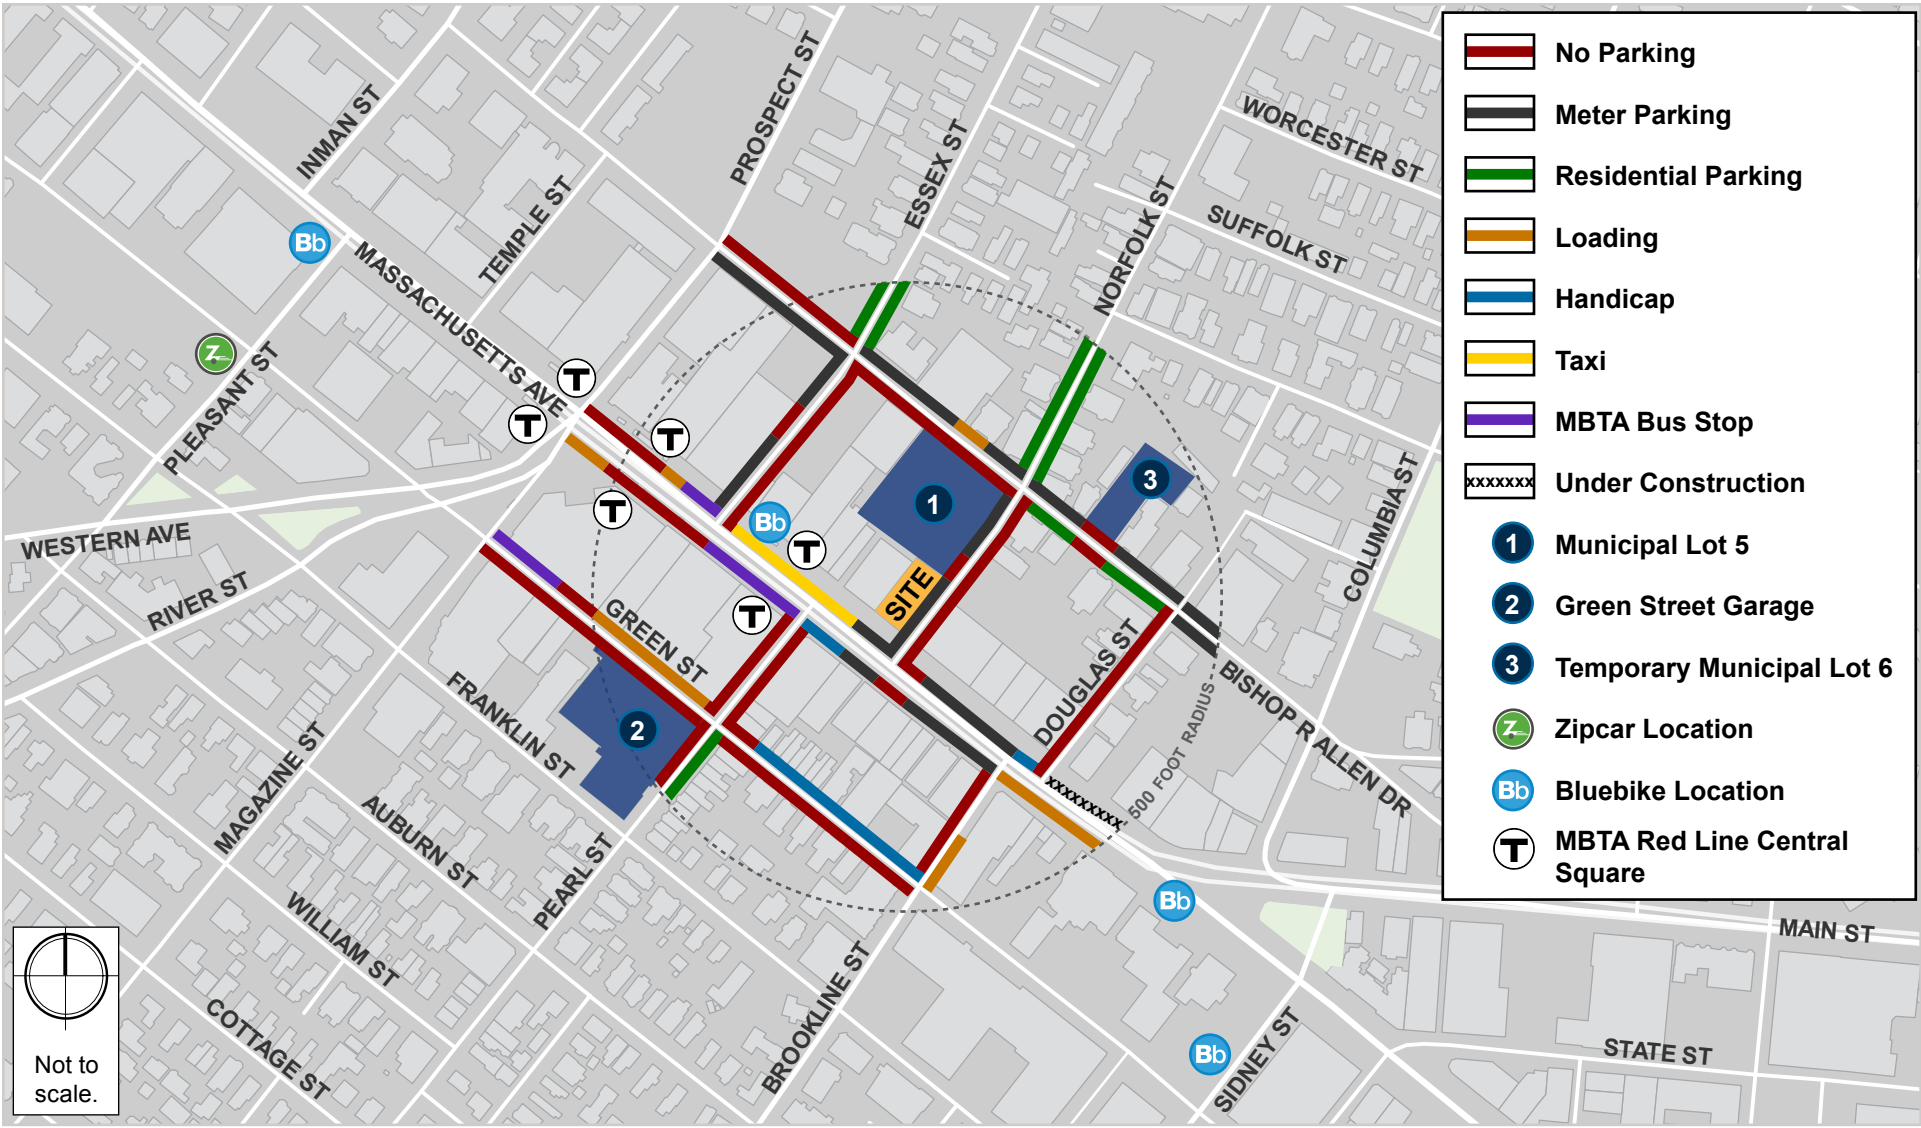 No Parking
Meter Parking
Residential Parking
Loading
Handicap
Taxi
MBTA Bus Stop
xxxxxxx Under Construction
1 Municipal Lot 5
2 Green Street Garage
3 Temporary Municipal Lot 6
Z Zipcar Location
Bb Bluebike Location
T MBTA Red Line Central
Square
PROSPECT ST
INMAN ST
ESSEX ST
WORCESTER ST
TEMPLE ST
NORFOLK ST
SUFFOLK ST
Bb
MASSACHUSETTS AVE
Z
PLEASANT ST
T
T
T
T
1
3
Bb
T
COLUMBIA ST
WESTERN AVE
RIVER ST
SITE
T
GREEN ST
DOUGLAS ST
BISHOP R ALLEN DR
500 FOOT RADIUS
FRANKLIN ST
2
MAGAZINE ST
xxxxxxxxx
AUBURN ST
PEARL ST
WILLIAM ST
Bb
MAIN ST
BROOKLINE ST
COTTAGE ST
Bb
SIDNEY ST
STATE ST
Not to
scale.